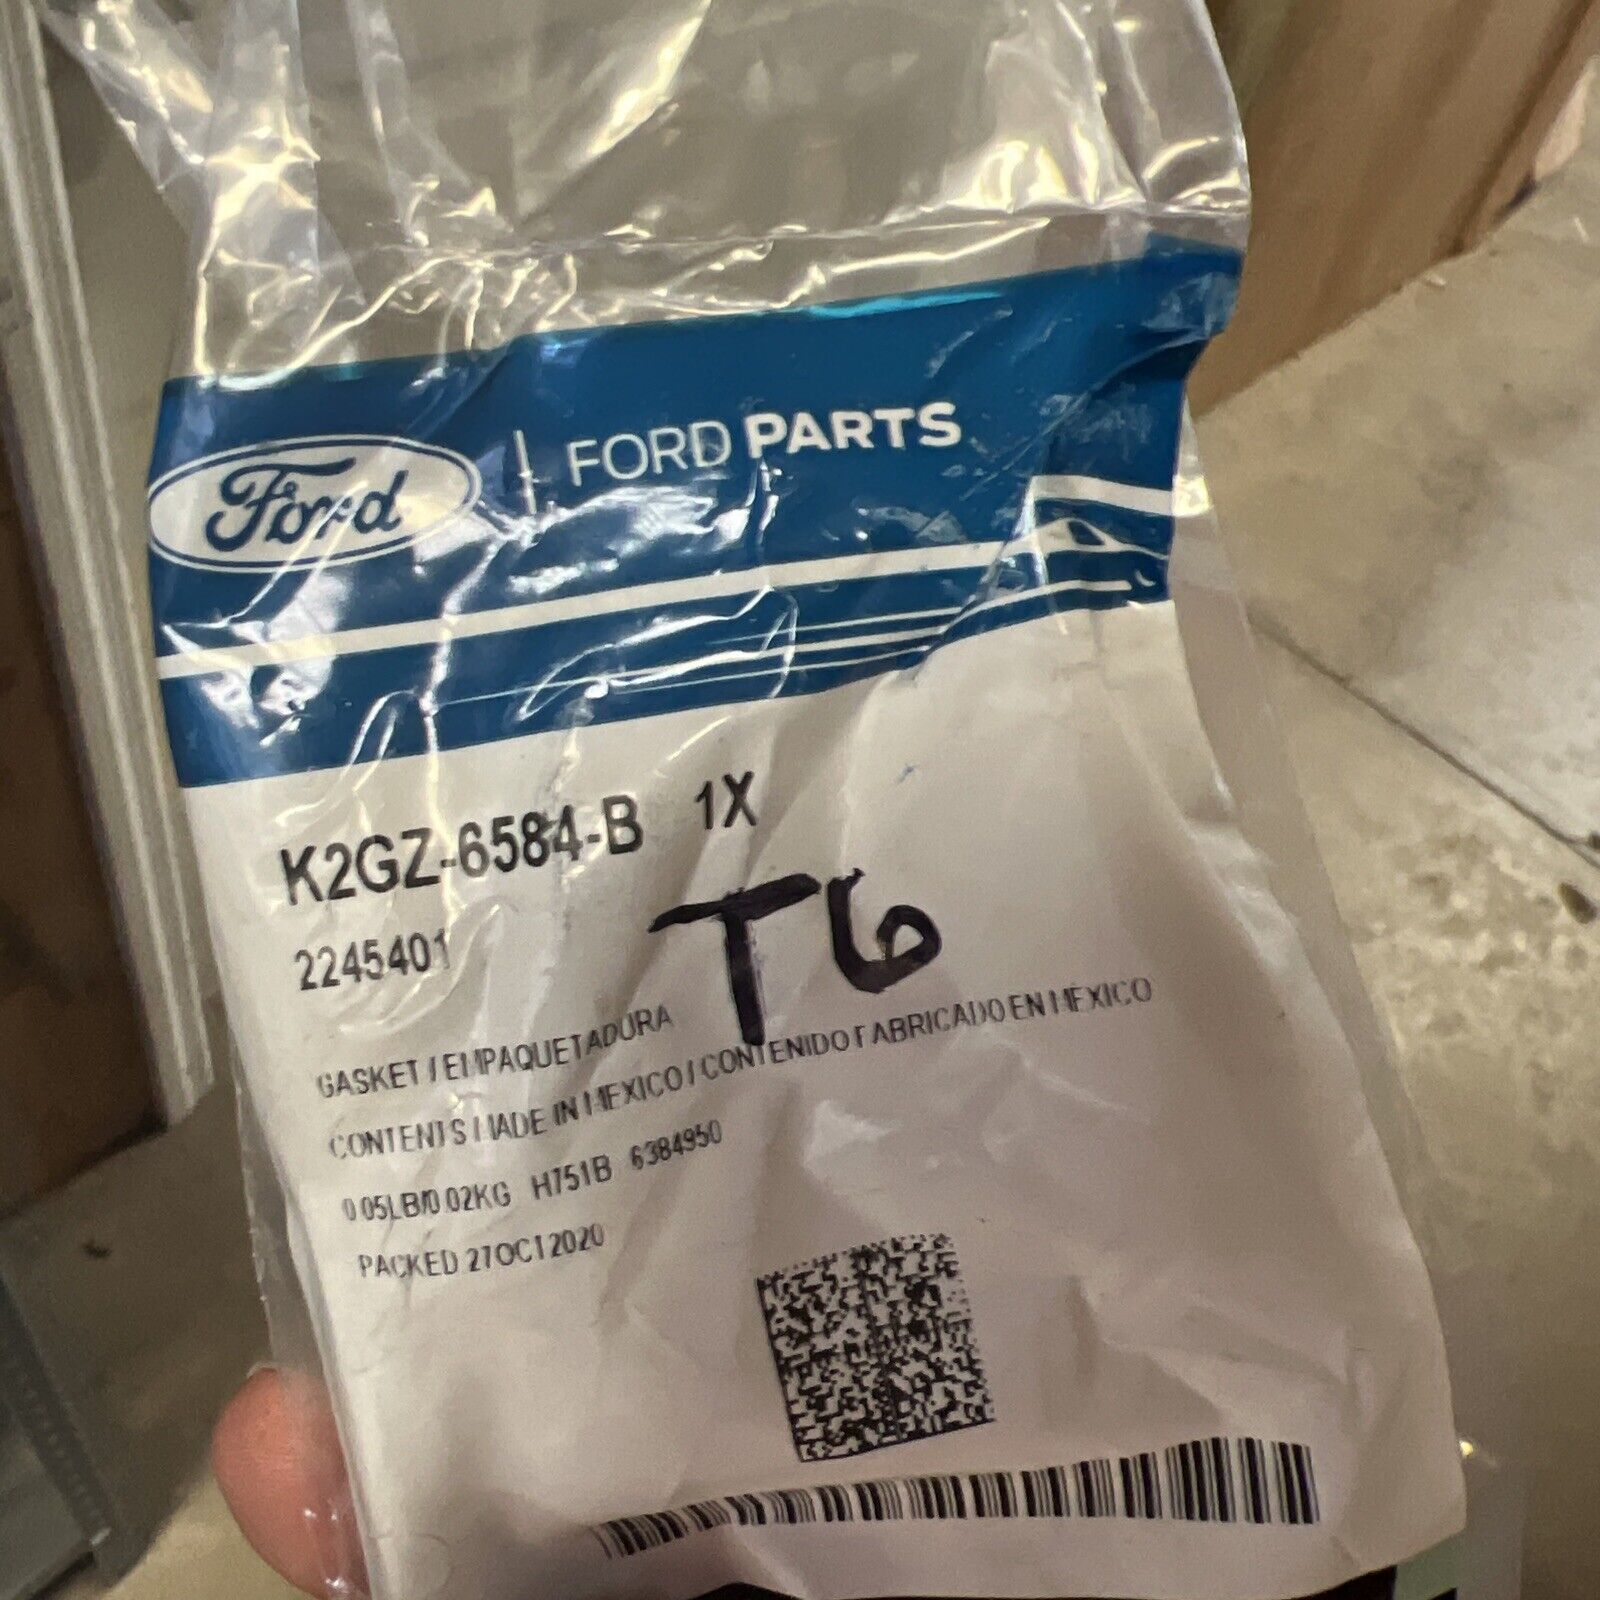 Ford | FORD PARTS
K2GZ-6584-B 1X
2245401
T6
GASKET / EMPAQUETADURA
CONTENTS MADE IN MEXICO / CONTENIDO FABRICADO EN MEXICO
0.05LB/0.02KG H751B 6384950
PACKED 27OCT2020